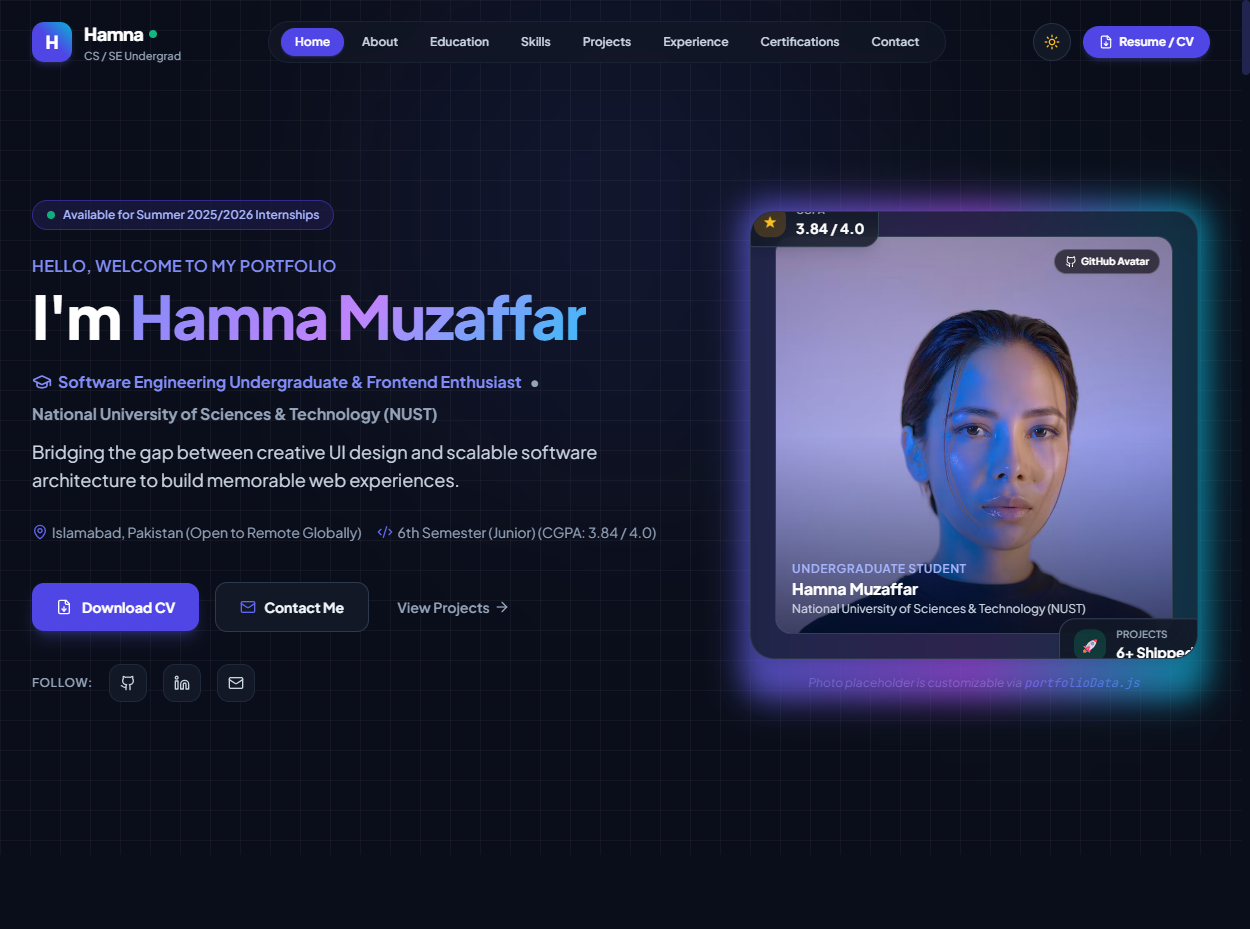 H
Hamna
CS / SE Undergrad
Home
About
Education
Skills
Projects
Experience
Certifications
Contact
Resume / CV
Available for Summer 2025/2026 Internships
HELLO, WELCOME TO MY PORTFOLIO
I'm Hamna Muzaffar
Software Engineering Undergraduate & Frontend Enthusiast
National University of Sciences & Technology (NUST)
Bridging the gap between creative UI design and scalable software
architecture to build memorable web experiences.
Islamabad, Pakistan (Open to Remote Globally)
6th Semester (Junior) (CGPA: 3.84 / 4.0)
Download CV
Contact Me
View Projects
FOLLOW:
CGPA
3.84 / 4.0
GitHub Avatar
UNDERGRADUATE STUDENT
Hamna Muzaffar
National University of Sciences & Technology (NUST)
PROJECTS
6+ Shipped
Photo placeholder is customizable via portfolioData.js